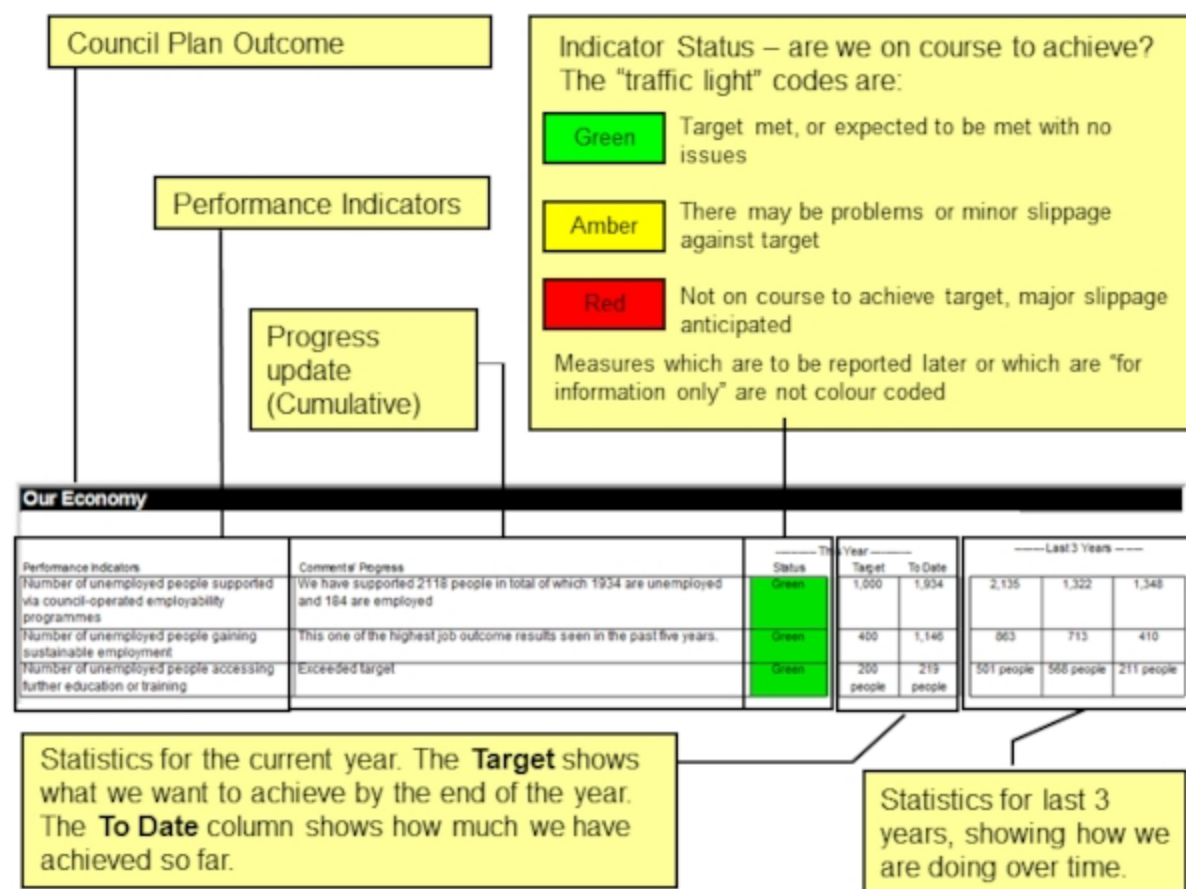 Council Plan Outcome
Indicator Status – are we on course to achieve?
The “traffic light” codes are:
Green
Target met, or expected to be met with no
issues
Performance Indicators
Amber
There may be problems or minor slippage
against target
Red
Not on course to achieve target, major slippage
anticipated
Progress
update
(Cumulative)
Measures which are to be reported later or which are “for
information only” are not colour coded
Our Economy
This Year
Last 3 Years
Performance Indicators
Comments/ Progress
Status
Target
To Date
Number of unemployed people supported
via council-operated employability
programmes
We have supported 2118 people in total of which 1934 are unemployed
and 184 are employed
Green
1,000
1,934
2,135
1,322
1,348
Number of unemployed people gaining
sustainable employment
This one of the highest job outcome results seen in the past five years.
Green
400
1,146
863
713
410
Number of unemployed people accessing
further education or training
Exceeded target
Green
200
people
219
people
501 people
568 people
211 people
Statistics for the current year. The Target shows
what we want to achieve by the end of the year.
The To Date column shows how much we have
achieved so far.
Statistics for last 3
years, showing how we
are doing over time.